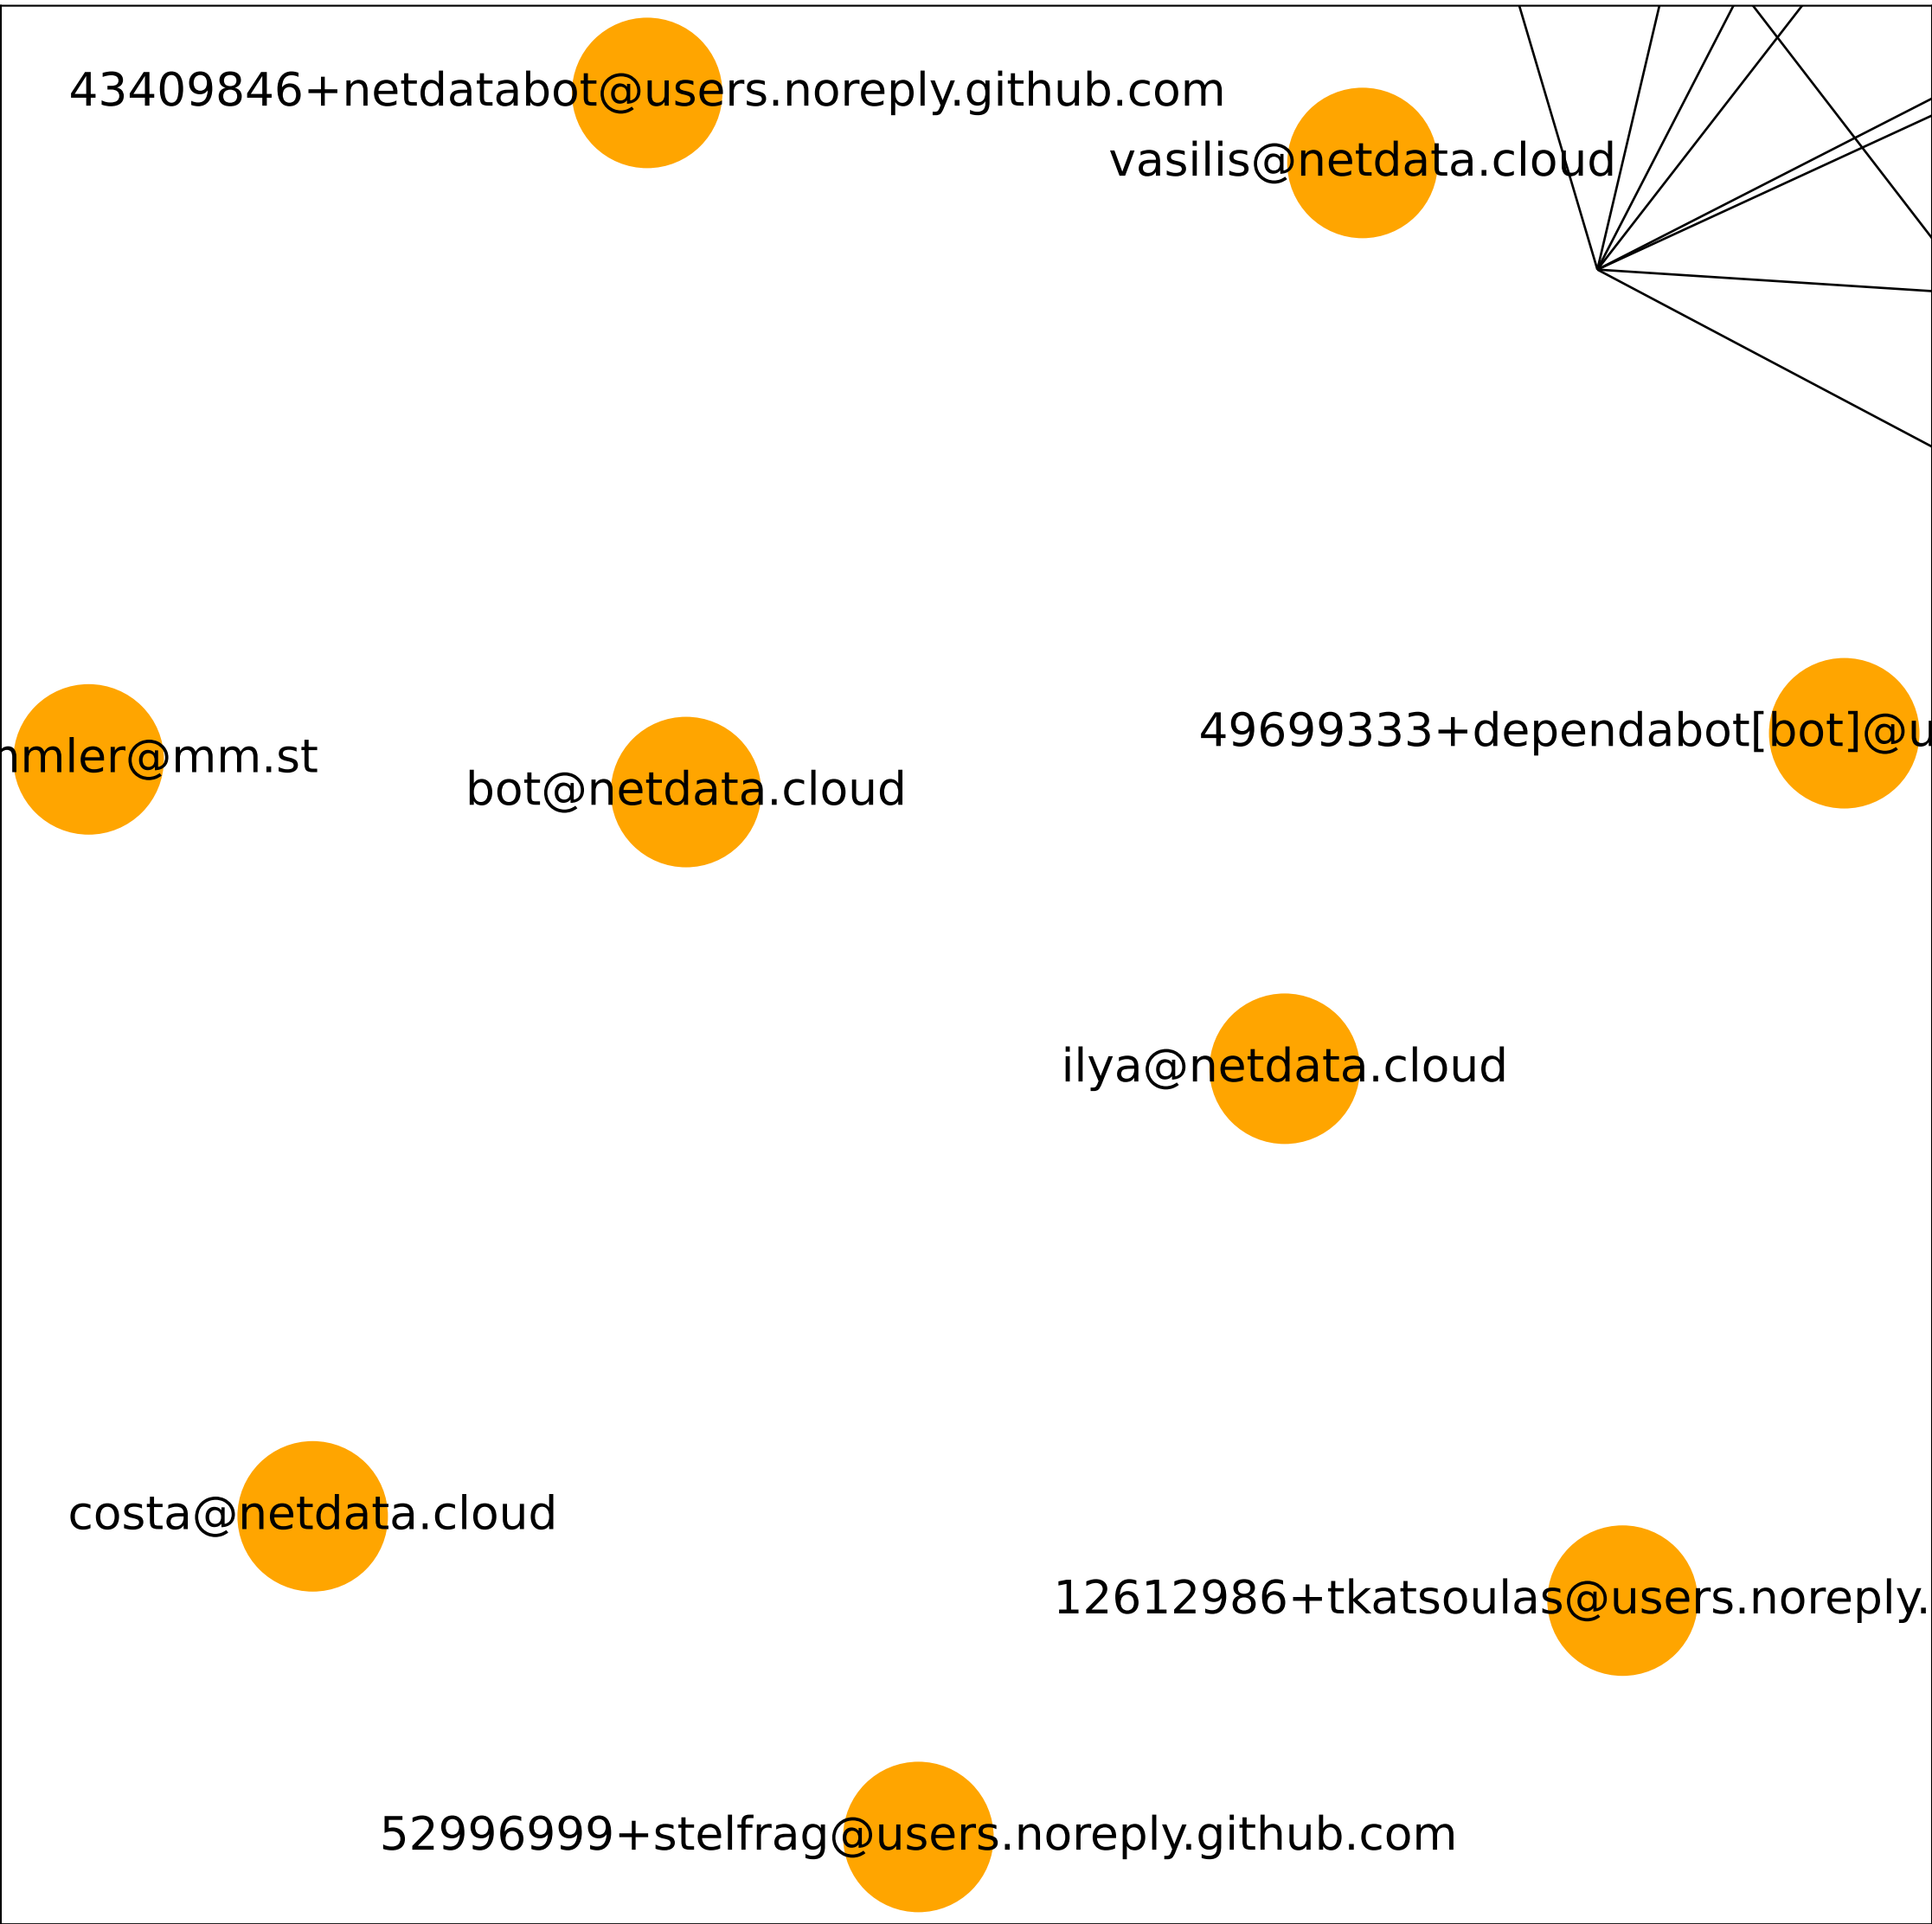 43409846+netdatabot@users.noreply.github.com
vasilis@netdata.cloud
49699333+dependabot[bot]@u
mler@mm.st
bot@netdata.cloud
ilya@netdata.cloud
costa@netdata.cloud
12612986+tkatsoulas@users.noreply.
52996999+stelfrag@users.noreply.github.com